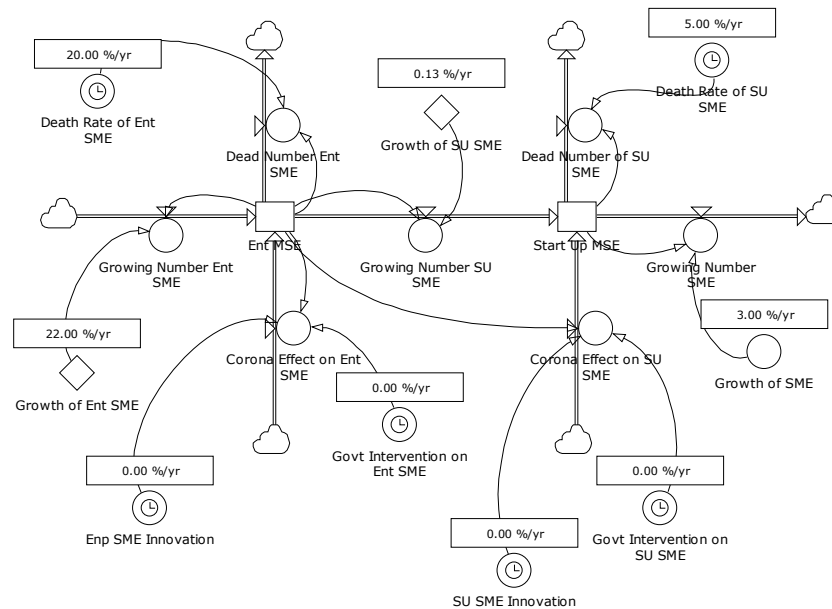 20.00 %/yr
Death Rate of Ent
SME
Dead Number Ent
SME
0.13 %/yr
Growth of SU SME
5.00 %/yr
Death Rate of SU
SME
Dead Number of SU
SME
Ent MSE
Start Up MSE
Growing Number Ent
SME
Growing Number SU
SME
Growing Number
SME
22.00 %/yr
Growth of Ent SME
Corona Effect on Ent
SME
Corona Effect on SU
SME
3.00 %/yr
Growth of SME
0.00 %/yr
Govt Intervention on
Ent SME
0.00 %/yr
Enp SME Innovation
0.00 %/yr
Govt Intervention on
SU SME
0.00 %/yr
SU SME Innovation